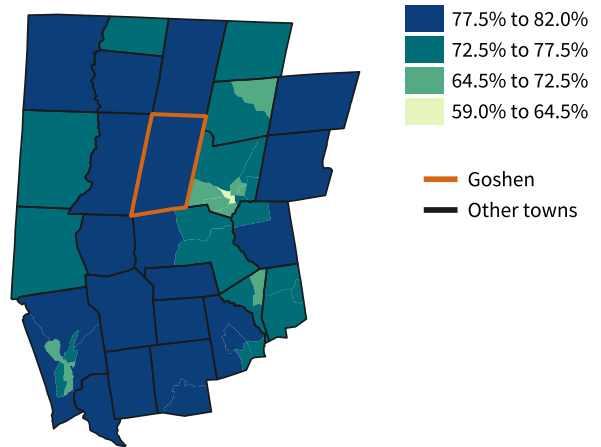 77.5% to 82.0%
72.5% to 77.5%
64.5% to 72.5%
59.0% to 64.5%
Goshen
Other towns